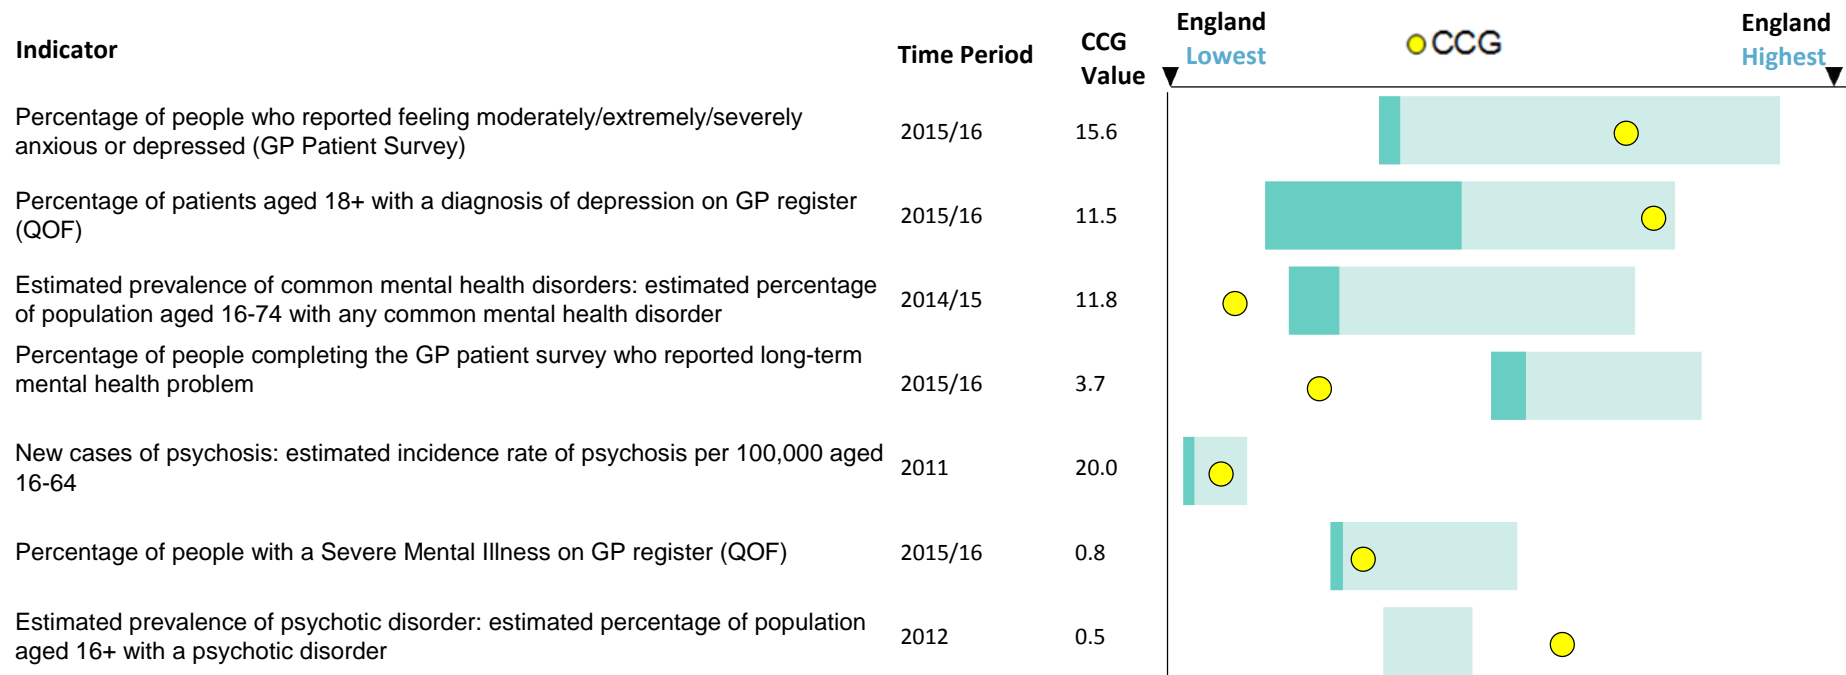 Indicator
Time Period
CCG
Value
England
Lowest
CCG
England
Highest
Percentage of people who reported feeling moderately/extremely/severely
anxious or depressed (GP Patient Survey)
2015/16
15.6
Percentage of patients aged 18+ with a diagnosis of depression on GP register
(QOF)
2015/16
11.5
Estimated prevalence of common mental health disorders: estimated percentage
of population aged 16-74 with any common mental health disorder
2014/15
11.8
Percentage of people completing the GP patient survey who reported long-term
mental health problem
2015/16
3.7
New cases of psychosis: estimated incidence rate of psychosis per 100,000 aged
16-64
2011
20.0
Percentage of people with a Severe Mental Illness on GP register (QOF)
2015/16
0.8
Estimated prevalence of psychotic disorder: estimated percentage of population
aged 16+ with a psychotic disorder
2012
0.5